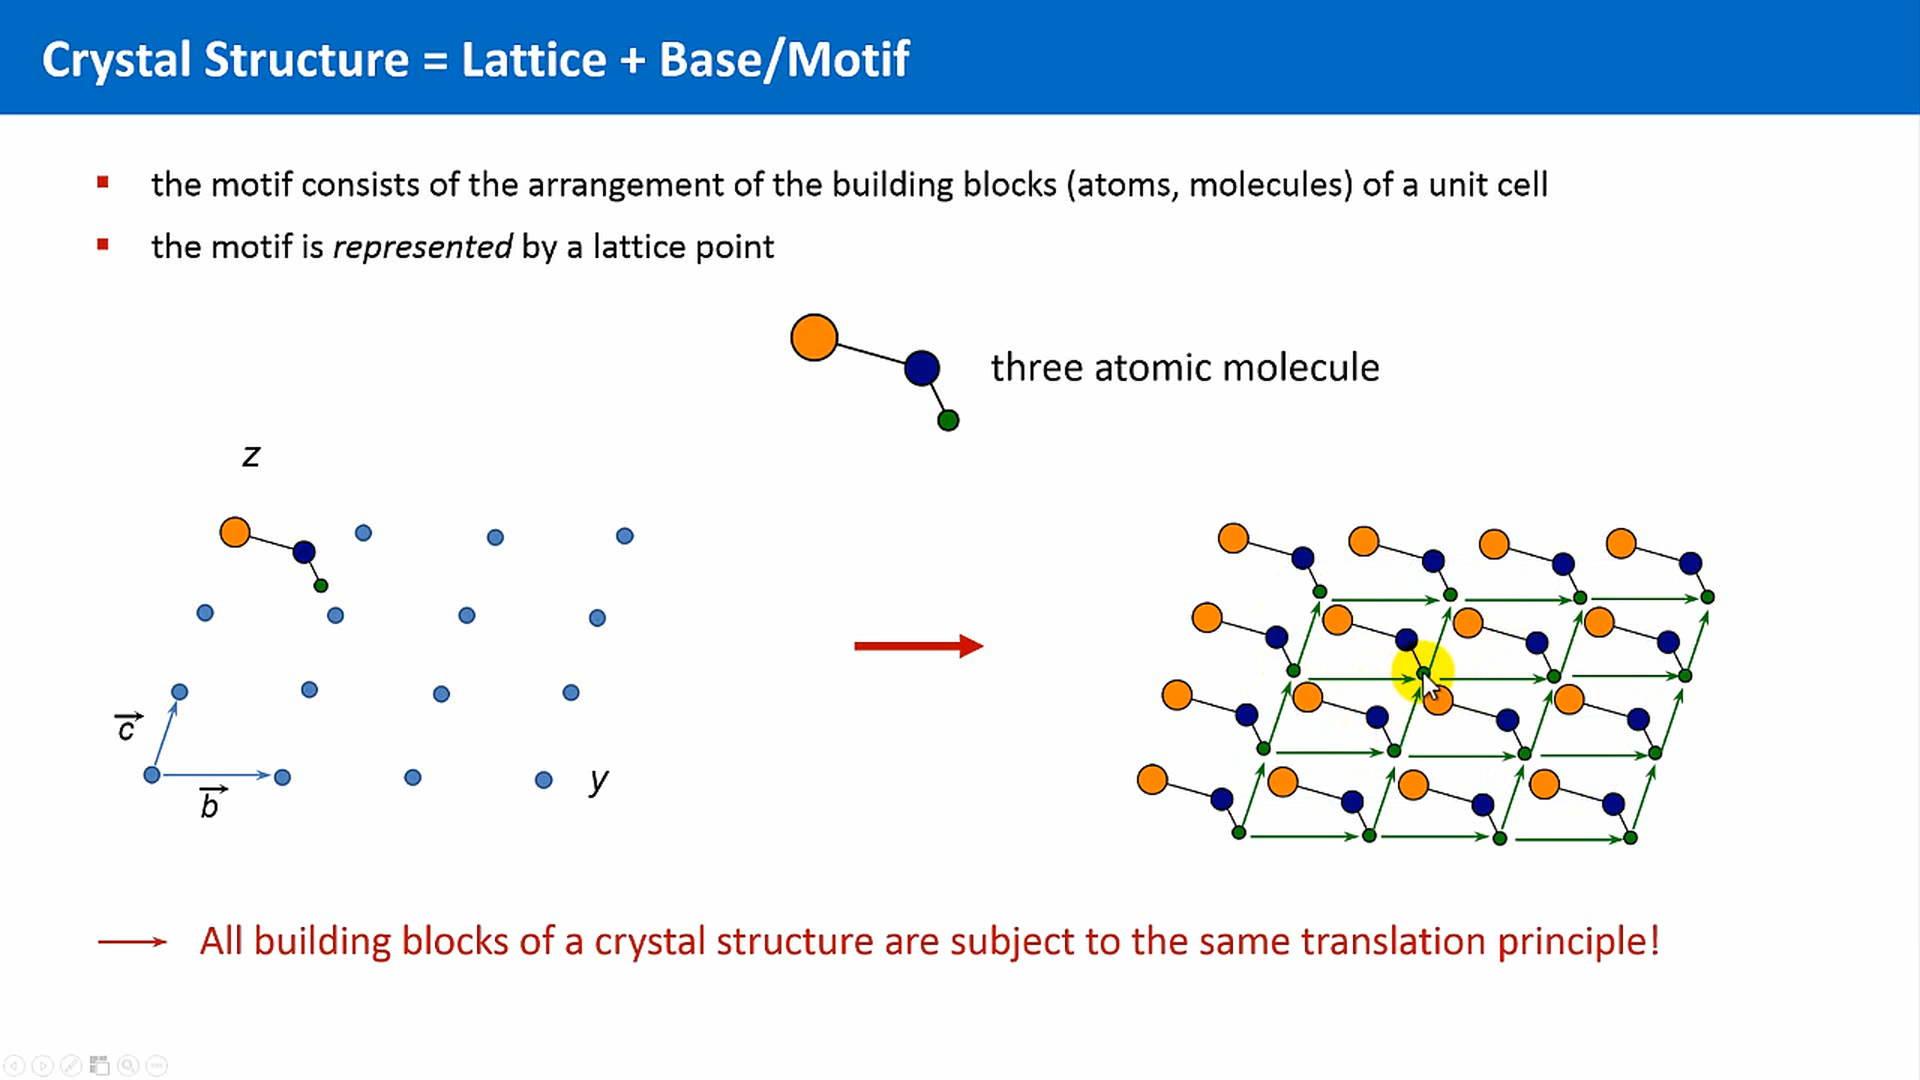 Crystal Structure = Lattice + Base/Motif
the motif consists of the arrangement of the building blocks (atoms, molecules) of a unit cell
the motif is represented by a lattice point
three atomic molecule
z
c
b
y
All building blocks of a crystal structure are subject to the same translation principle!